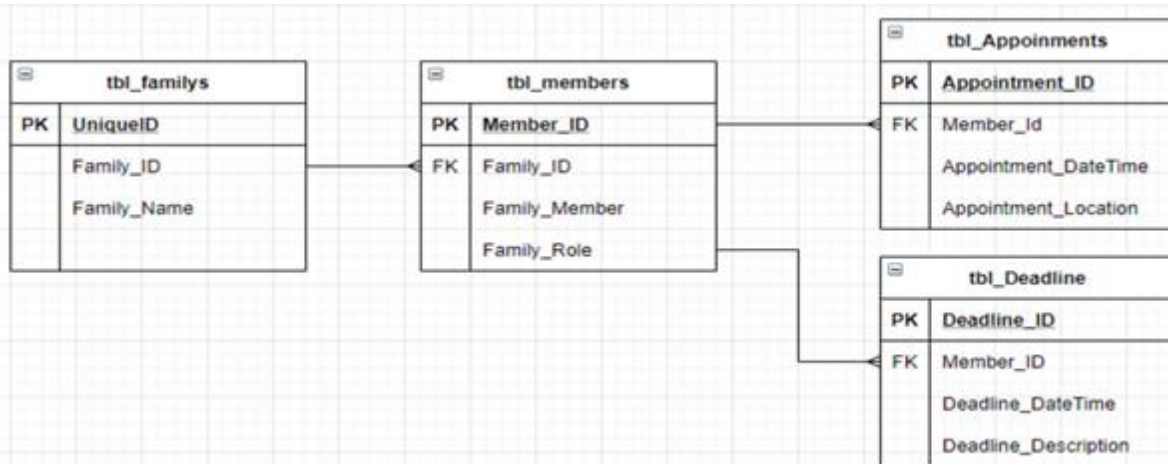 tbl_familys
PK UniqueID
Family_ID
Family_Name
tbl_members
PK Member_ID
FK Family_ID
Family_Member
Family_Role
tbl_Appoinments
PK Appointment_ID
FK Member_Id
Appointment_DateTime
Appointment_Location
tbl_Deadline
PK Deadline_ID
FK Member_ID
Deadline_DateTime
Deadline_Description